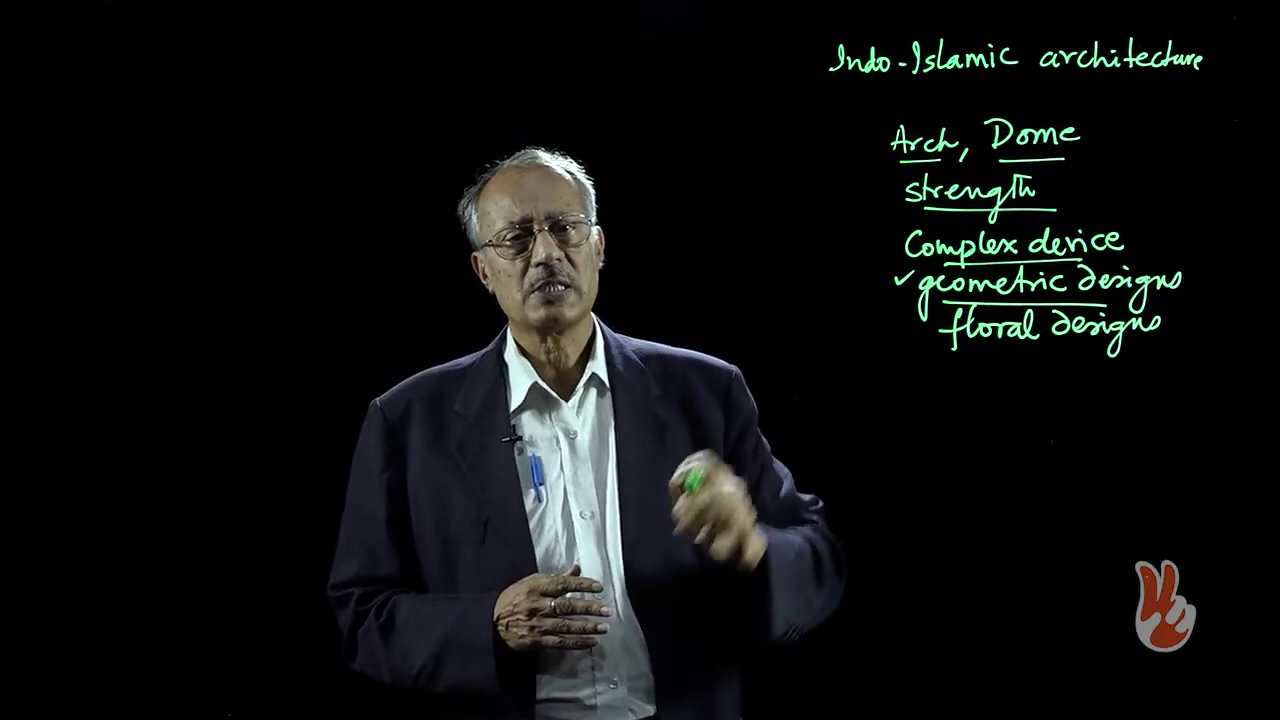 Indo-Islamic architecture
Arch, Dome
strength
Complex device
✓ geometric designs
floral designs